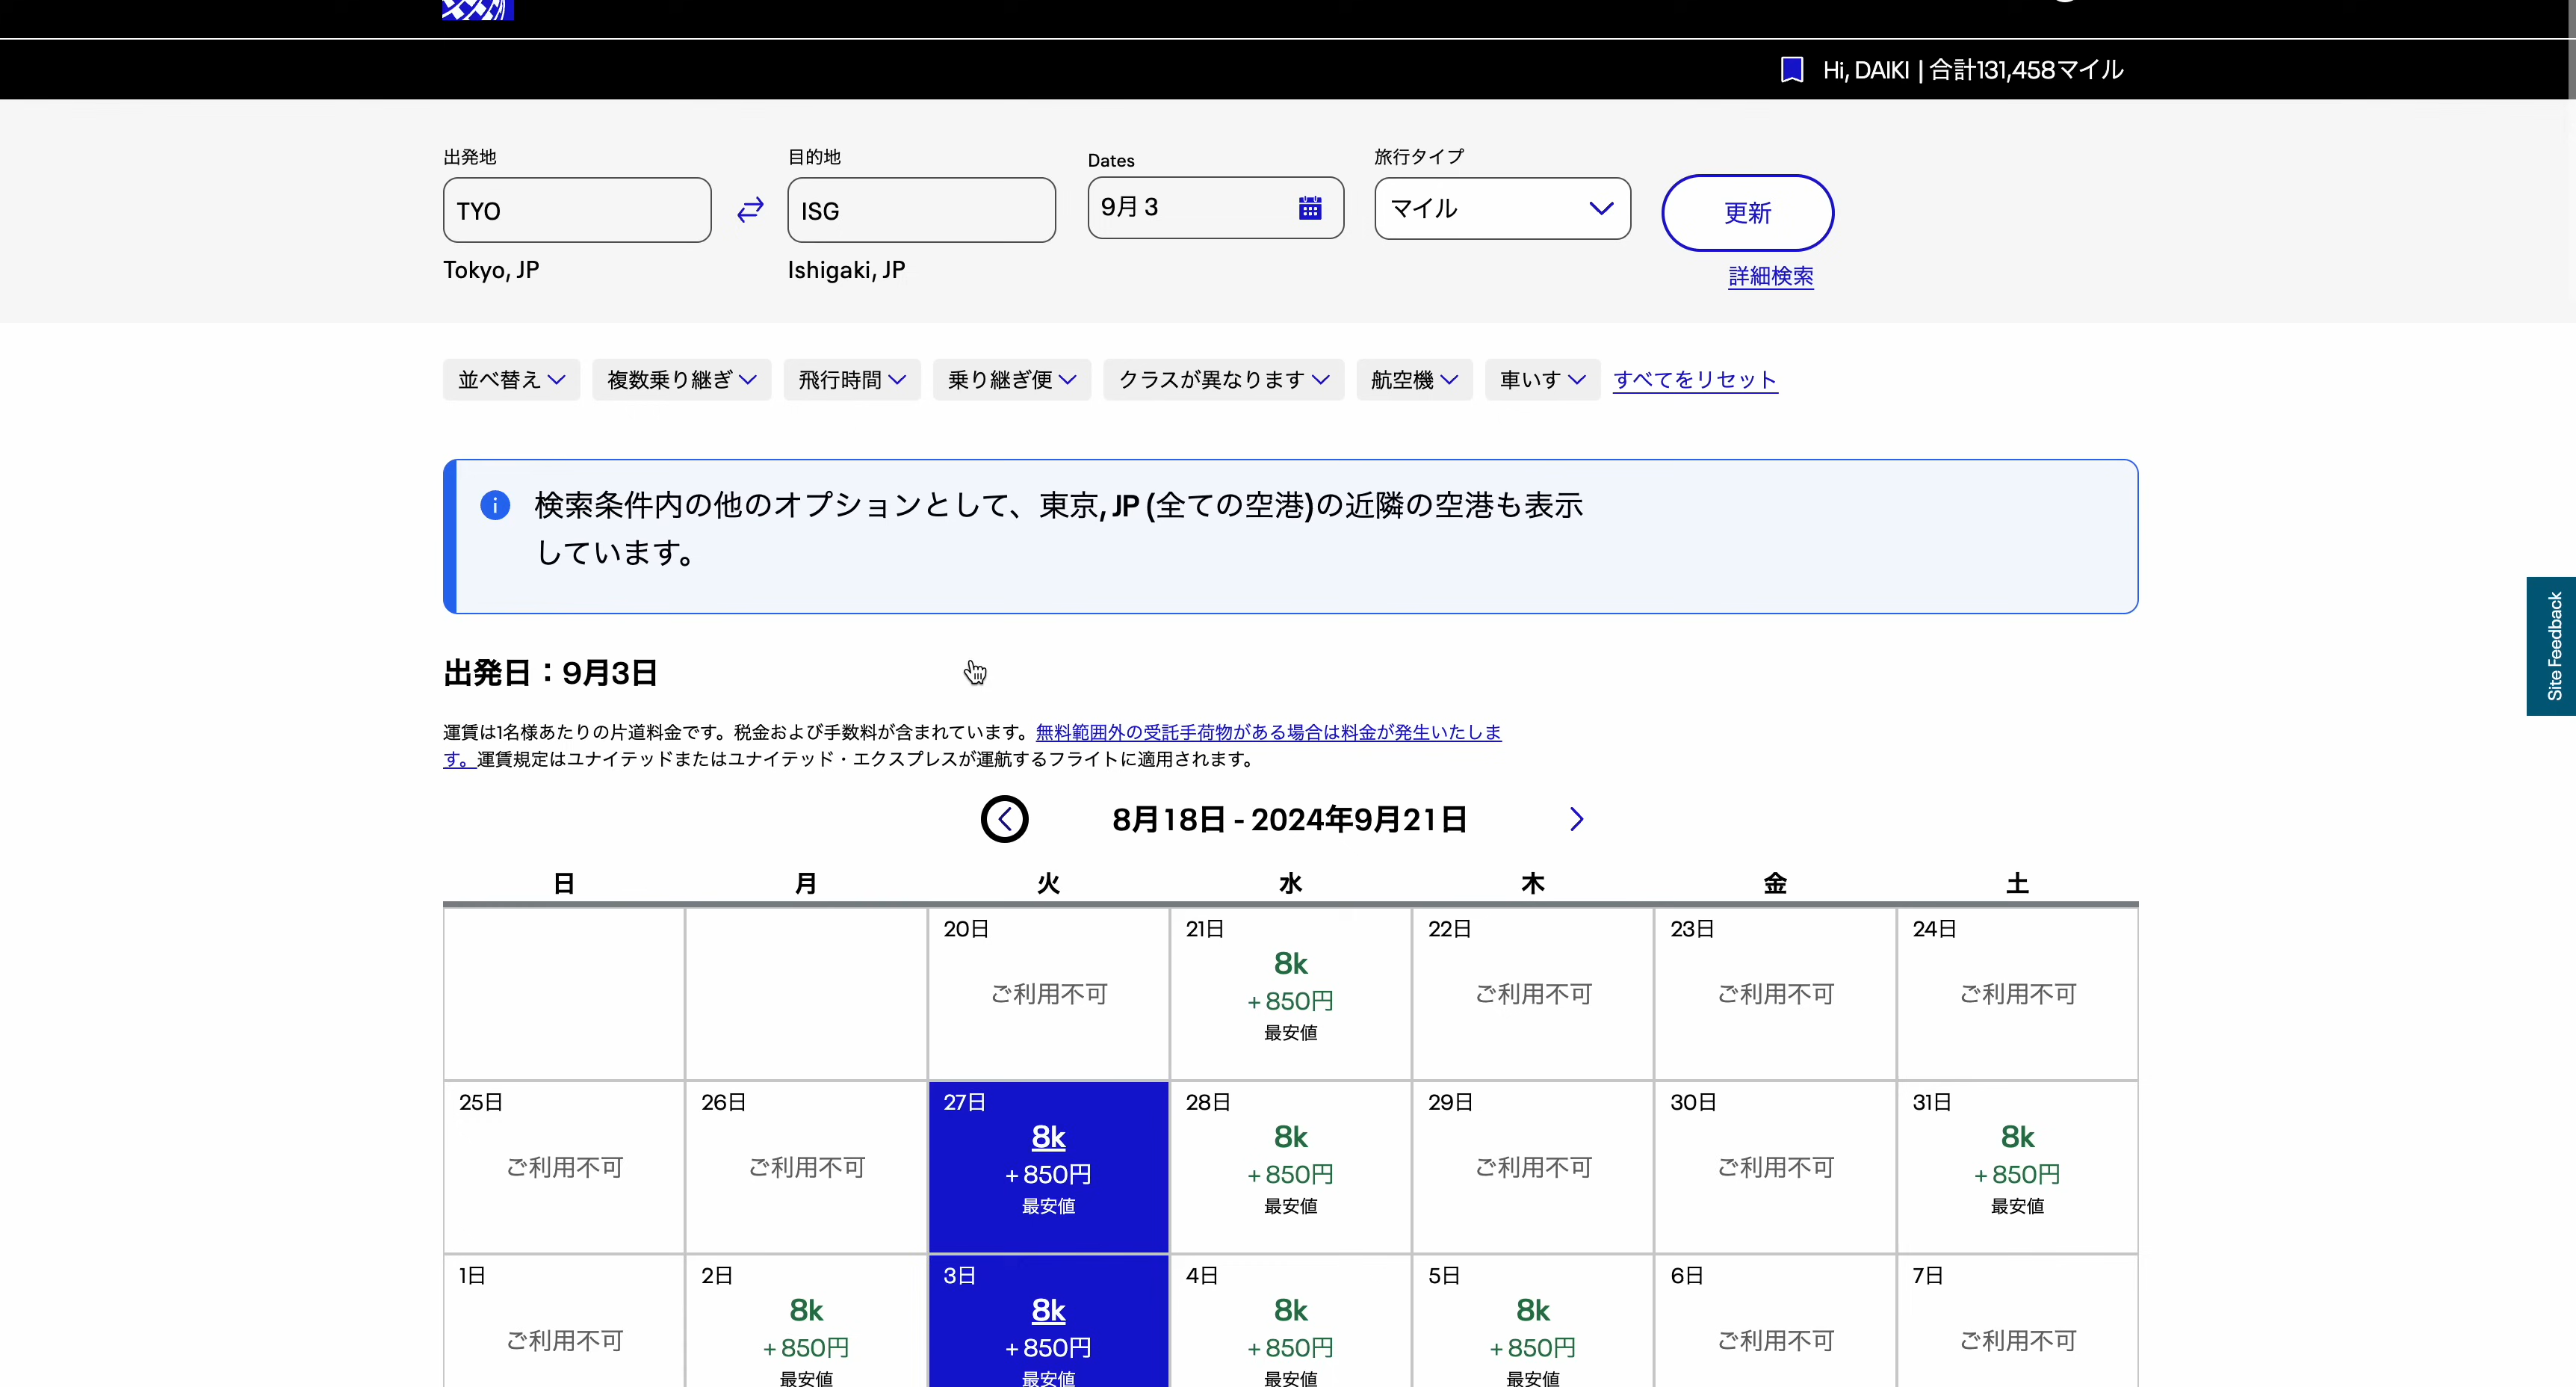 Hi, DAIKI | 合計131,458マイル
出発地
目的地
Dates
旅行タイプ
TYO
ISG
9月 3
マイル
更新
Tokyo, JP
Ishigaki, JP
詳細検索
並べ替え
複数乗り継ぎ
飛行時間
乗り継ぎ便
クラスが異なります
航空機
車いす
すべてをリセット
検索条件内の他のオプションとして、東京, JP (全ての空港)の近隣の空港も表示
しています。
Site Feedback
出発日：9月3日
運賃は1名様あたりの片道料金です。税金および手数料が含まれています。無料範囲外の受託手荷物がある場合は料金が発生いたしま
す。運賃規定はユナイテッドまたはユナイテッド・エクスプレスが運航するフライトに適用されます。
8月18日 - 2024年9月21日
日 月 火 水 木 金 土
20日
ご利用不可
21日
8k
+ 850円
最安値
22日
ご利用不可
23日
ご利用不可
24日
ご利用不可
25日
ご利用不可
26日
ご利用不可
27日
8k
+ 850円
最安値
28日
8k
+ 850円
最安値
29日
ご利用不可
30日
ご利用不可
31日
8k
+ 850円
最安値
1日
ご利用不可
2日
8k
+ 850円
最安値
3日
8k
+ 850円
最安値
4日
8k
+ 850円
最安値
5日
8k
+ 850円
最安値
6日
ご利用不可
7日
ご利用不可